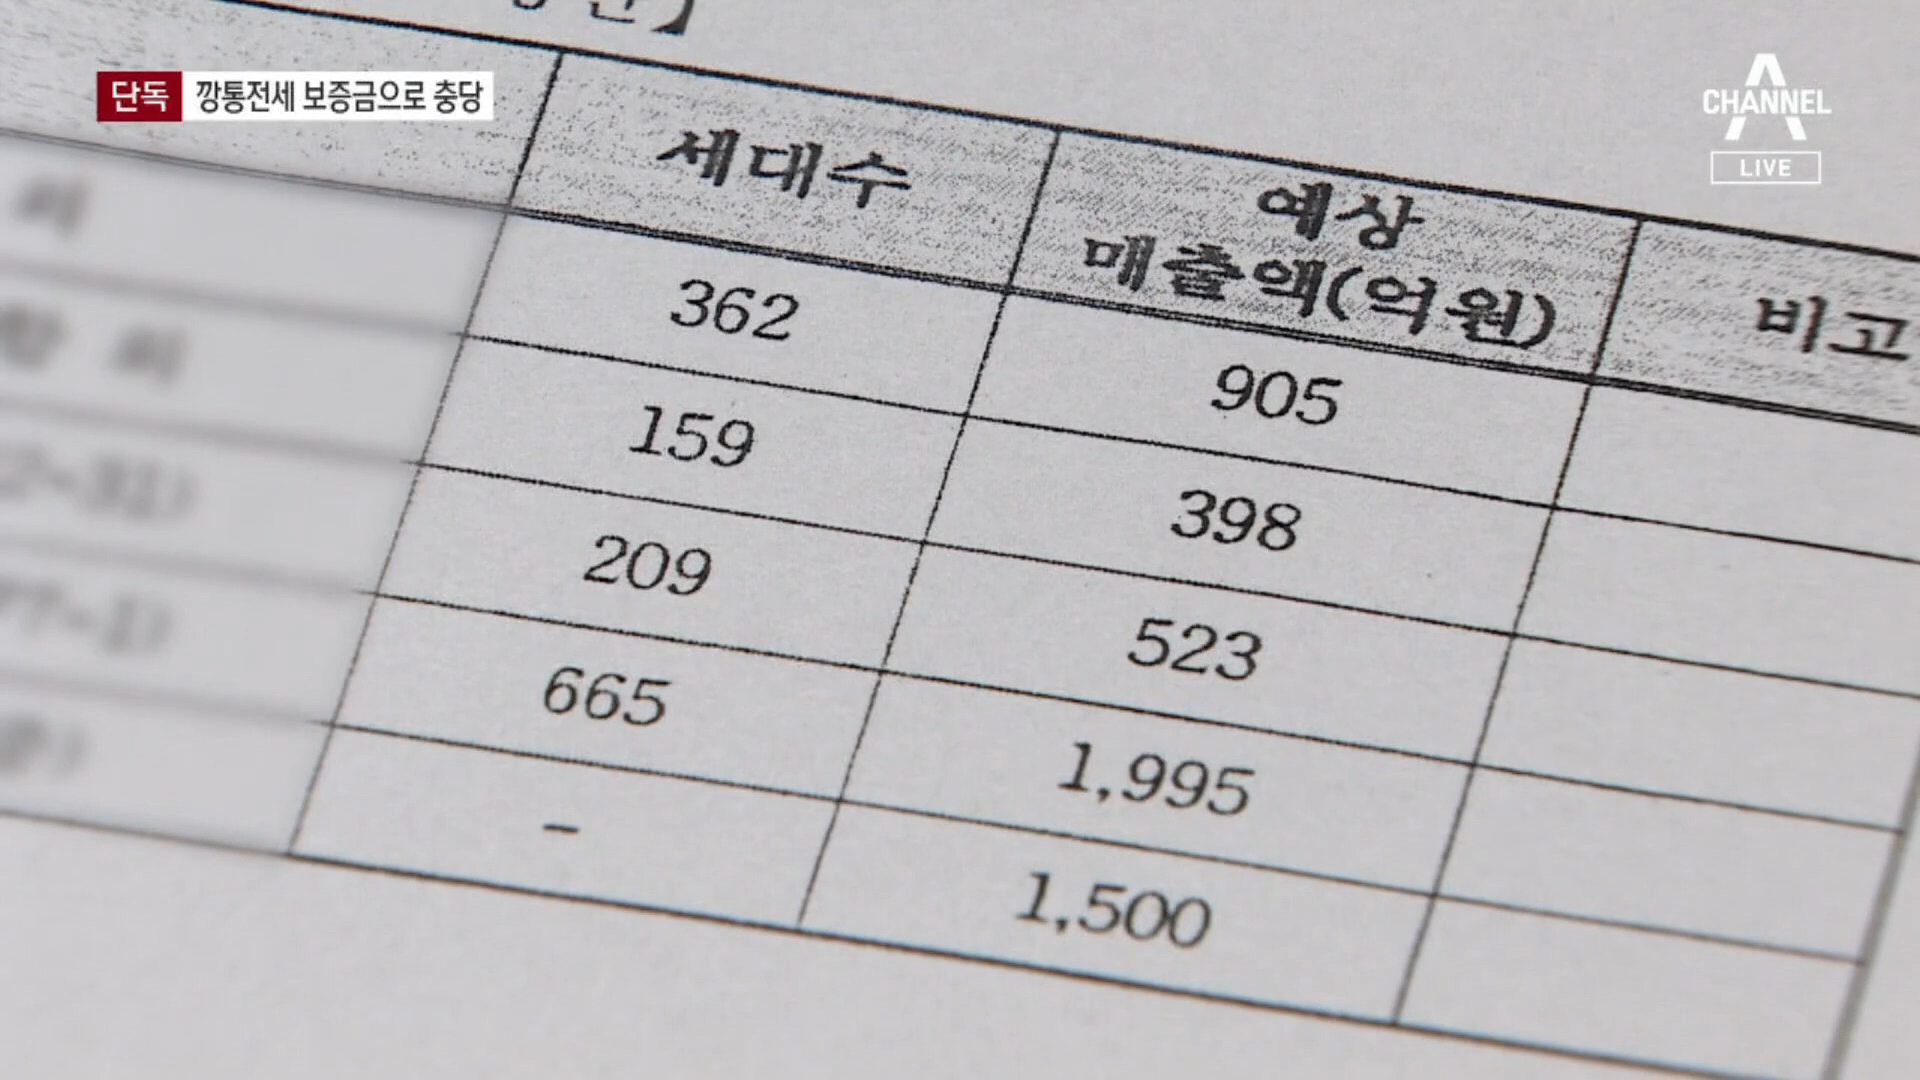 단독 깡통전세 보증금으로 충당
CHANNEL A
LIVE
세대수 예상 매출액(억원) 비고
362 905
159 398
209 523
665 1,995
- 1,500